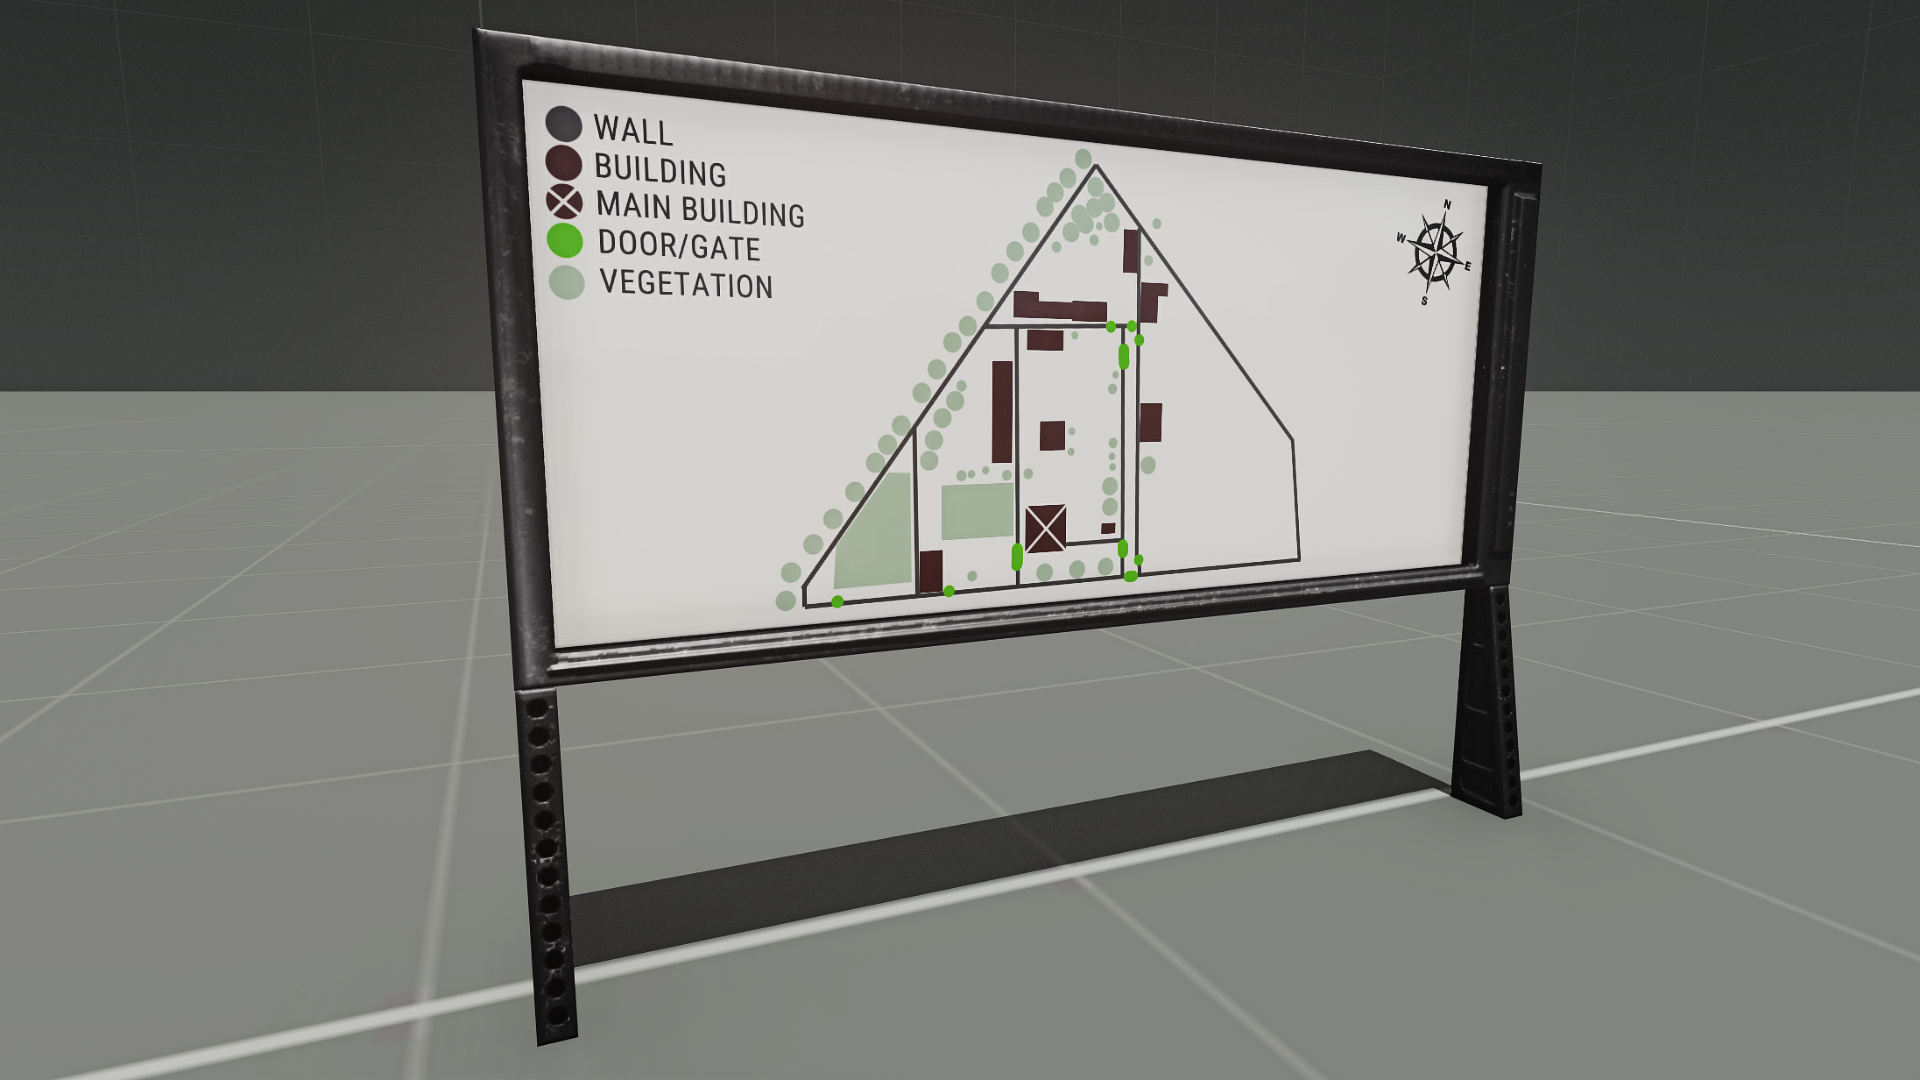 WALL
BUILDING
MAIN BUILDING
DOOR/GATE
VEGETATION
N
W
E
S